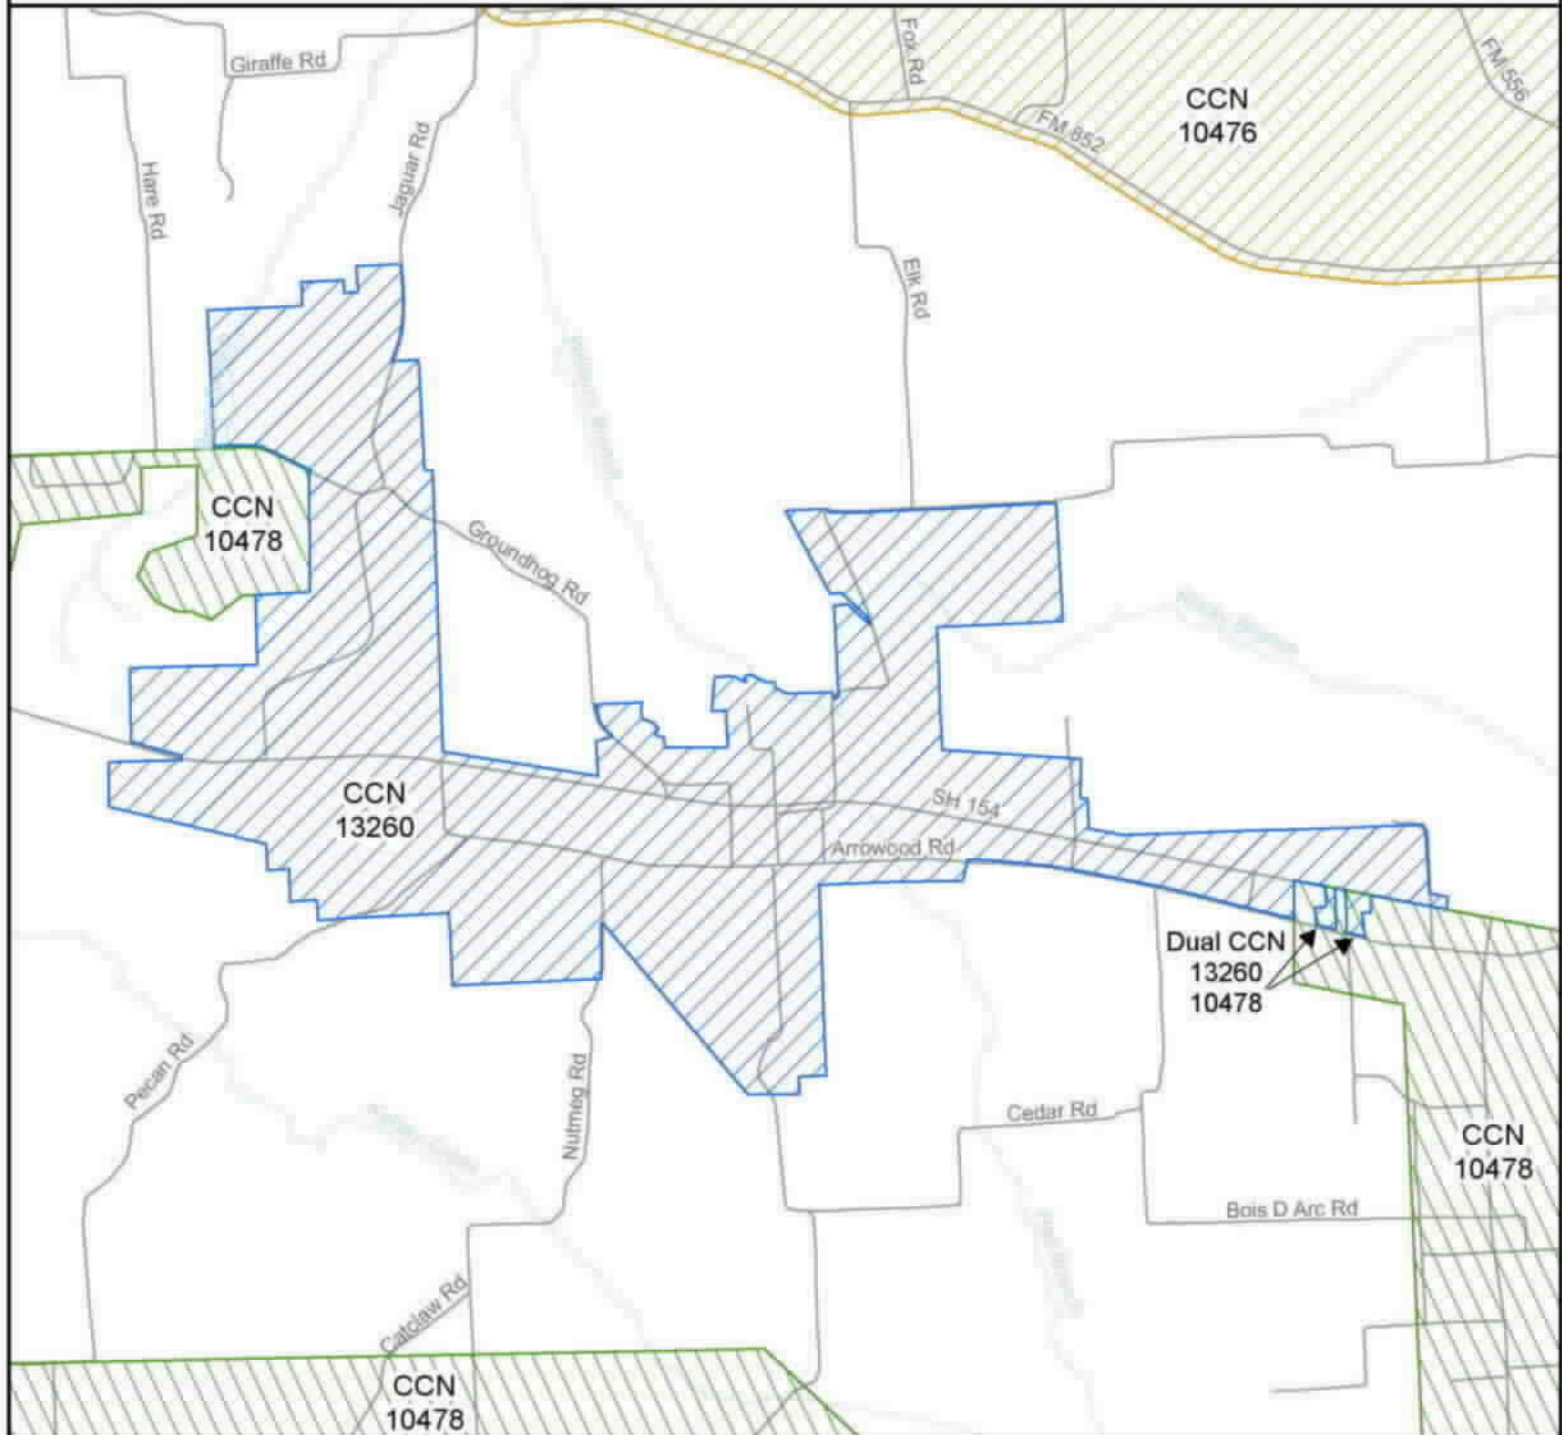 Fox Rd
FM 556
Giraffe Rd
CCN
10476
FM 852
Jaguar Rd
Hare Rd
Elk Rd
CCN
10478
Groundhog Rd
CCN
13260
SH 154
Arrowood Rd
Dual CCN
13260
10478
Pecan Rd
Nutmeg Rd
Cedar Rd
CCN
10478
Bois D Arc Rd
Catclaw Rd
CCN
10478